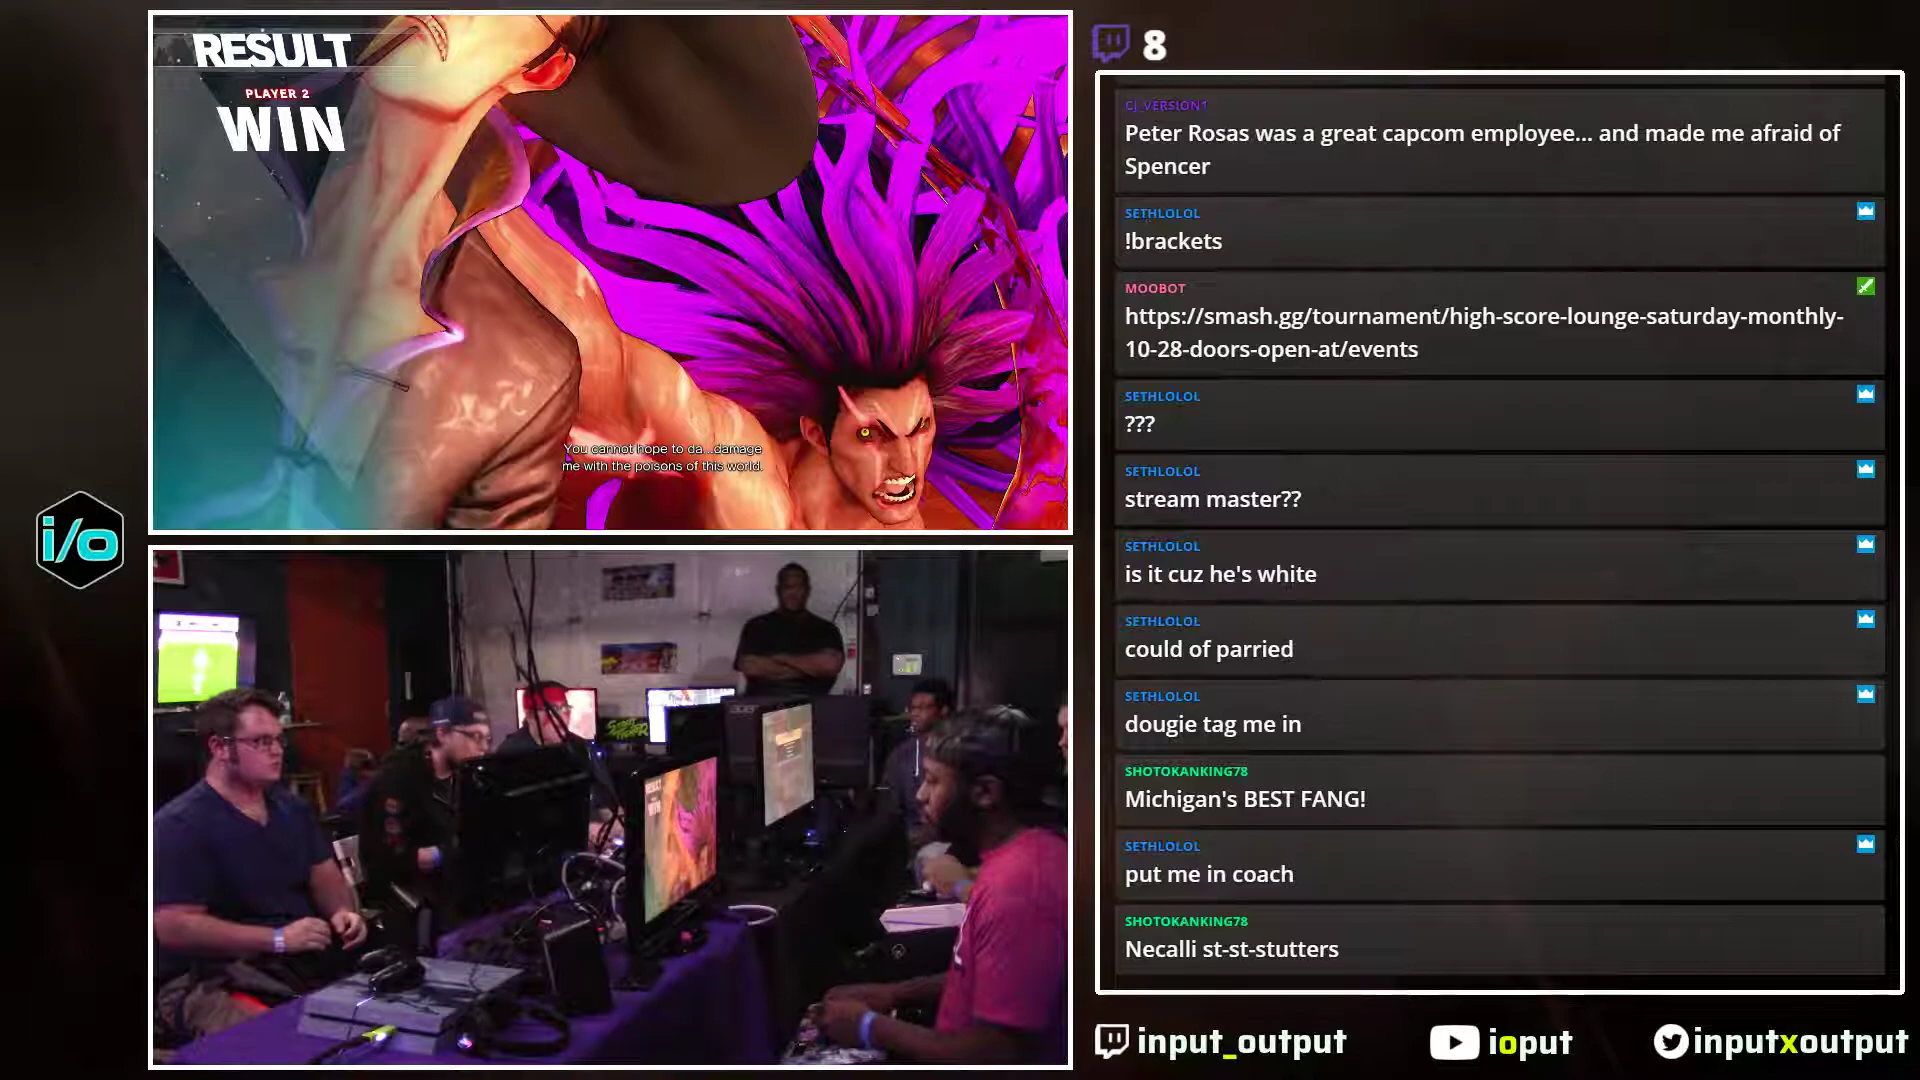 RESULT
PLAYER 2
WIN
You cannot hope to da...damage
me with the poisons of this world.
i/o
8
CJ_VERSION1
Peter Rosas was a great capcom employee... and made me afraid of
Spencer
SETHLOLOL
!brackets
MOOBOT
https://smash.gg/tournament/high-score-lounge-saturday-monthly-
10-28-doors-open-at/events
SETHLOLOL
???
SETHLOLOL
stream master??
SETHLOLOL
is it cuz he's white
SETHLOLOL
could of parried
SETHLOLOL
dougie tag me in
SHOTOKANKING78
Michigan's BEST FANG!
SETHLOLOL
put me in coach
SHOTOKANKING78
Necalli st-st-stutters
input_output
ioput
inputxoutput
RESULT
WIN